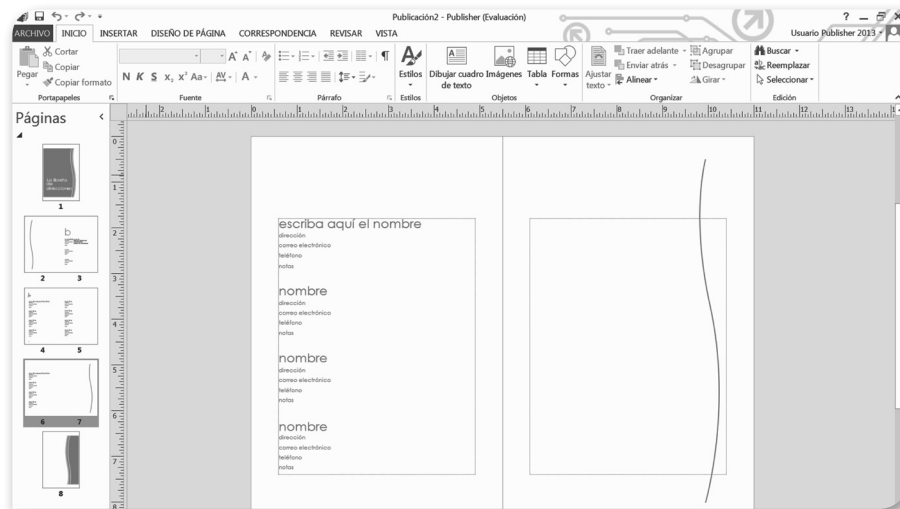 Publicación2 - Publisher (Evaluación)
ARCHIVO INICIO INSERTAR DISEÑO DE PÁGINA CORRESPONDENCIA REVISAR VISTA Usuario Publisher 2013
Cortar
Copiar
Copiar formato
Pegar
N K S x₂ x² Aa AV A
Estilos
Dibujar cuadro de texto
Imágenes
Tabla
Formas
Ajustar texto
Traer adelante
Enviar atrás
Alinear
Agrupar
Desagrupar
Girar
Buscar
Reemplazar
Seleccionar
Portapapeles Fuente Párrafo Estilos Objetos Organizar Edición
Páginas
1
2 3
4 5
6 7
8
escriba aquí el nombre
dirección
correo electrónico
teléfono
notas
nombre
dirección
correo electrónico
teléfono
notas
nombre
dirección
correo electrónico
teléfono
notas
nombre
dirección
correo electrónico
teléfono
notas